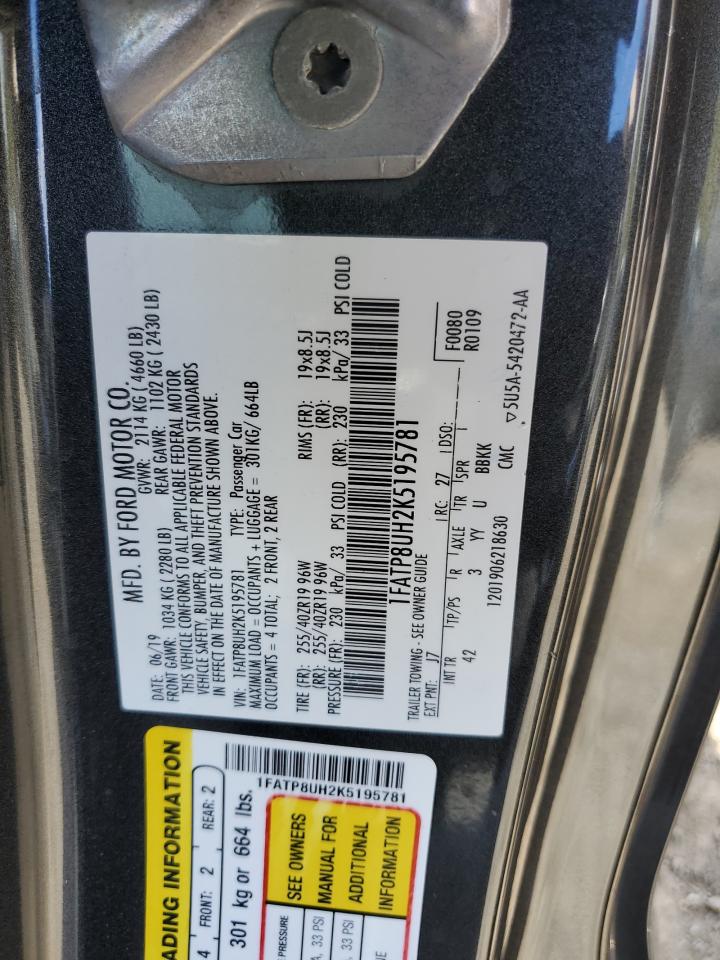 MFD. BY FORD MOTOR CO.
DATE: 06/19 GVWR: 2114 KG ( 4660 LB)
FRONT GAWR: 1034 KG ( 2280 LB) REAR GAWR: 1102 KG ( 2430 LB)
THIS VEHICLE CONFORMS TO ALL APPLICABLE FEDERAL MOTOR
VEHICLE SAFETY, BUMPER, AND THEFT PREVENTION STANDARDS
IN EFFECT ON THE DATE OF MANUFACTURE SHOWN ABOVE.
VIN: 1FATP8UH2K5195781 TYPE: Passenger Car
MAXIMUM LOAD = OCCUPANTS + LUGGAGE = 301KG/ 664LB
OCCUPANTS = 4 TOTAL; 2 FRONT, 2 REAR
TIRE (FR): 255/40ZR19 96W RIMS (FR): 19x8.5J
(RR): 255/40ZR19 96W (RR): 19x8.5J
PRESSURE (FR): 230 kPa/ 33 PSI COLD (RR): 230 kPa/ 33 PSI COLD
1FATP8UH2K5195781
TRAILER TOWING - SEE OWNER GUIDE
EXT PNT: J7 RC: 27 DSO: F0080
INT TR TP/PS R AXLE TR SPR R0109
42 3 YY U BBKK
1201906218630 CMC ▽5U5A-5420472-AA
ADING INFORMATION
4 FRONT: 2 REAR: 2
301 kg or 664 lbs.
1FATP8UH2K5195781
PRESSURE SEE OWNERS
A, 33 PSI MANUAL FOR
A, 33 PSI ADDITIONAL
NE INFORMATION